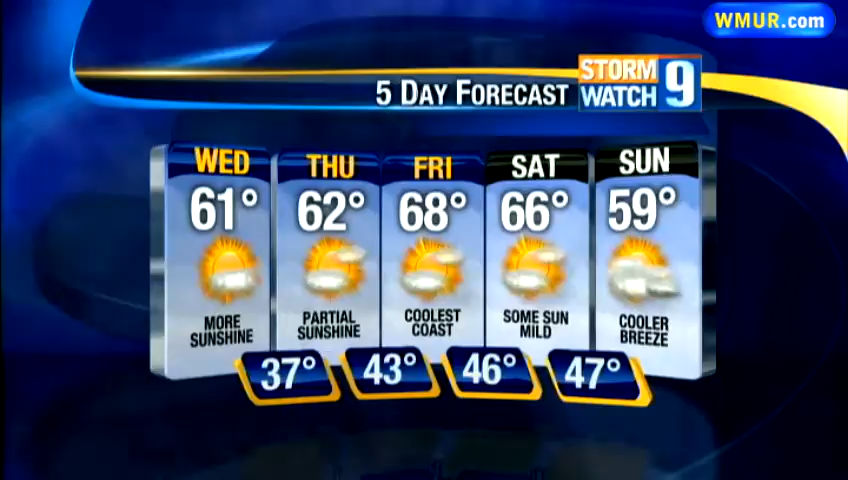 WMUR.com
5 DAY FORECAST
STORM
WATCH 9
WED THU FRI SAT SUN
61° 62° 68° 66° 59°
MORE SUNSHINE
PARTIAL SUNSHINE
COOLEST COAST
SOME SUN MILD
COOLER BREEZE
37° 43° 46° 47°